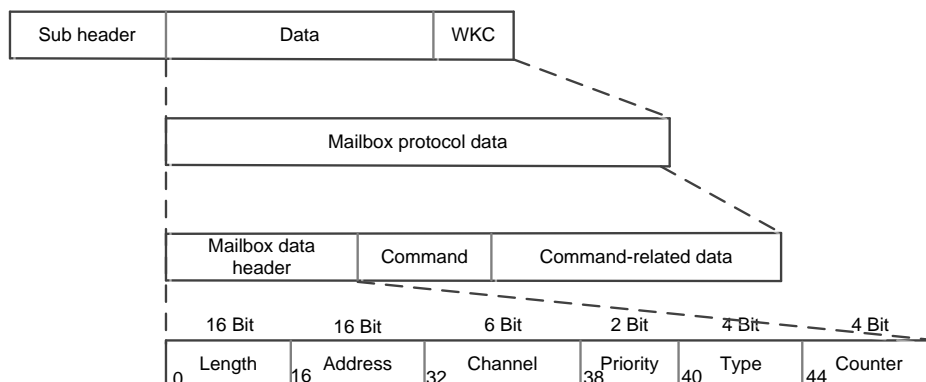 Sub header Data WKC
Mailbox protocol data
Mailbox data
header
Command Command-related data
16 Bit 16 Bit 6 Bit 2 Bit 4 Bit 4 Bit
Length Address Channel Priority Type Counter
0 16 32 38 40 44